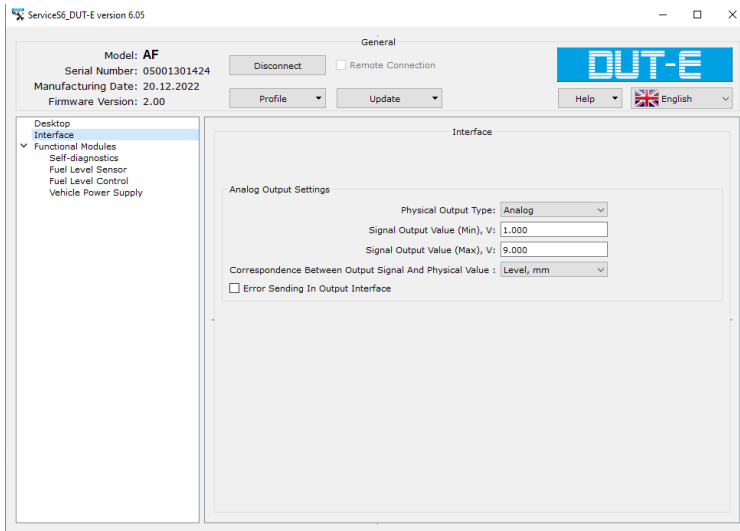 ServiceS6_DUT-E version 6.05
General
Model: AF
Serial Number: 05001301424
Manufacturing Date: 20.12.2022
Firmware Version: 2.00
Disconnect
Remote Connection
Profile
Update
DUT-E
Help
English
Desktop
Interface
Functional Modules
Self-diagnostics
Fuel Level Sensor
Fuel Level Control
Vehicle Power Supply
Interface
Analog Output Settings
Physical Output Type: Analog
Signal Output Value (Min), V: 1.000
Signal Output Value (Max), V: 9.000
Correspondence Between Output Signal And Physical Value : Level, mm
Error Sending In Output Interface